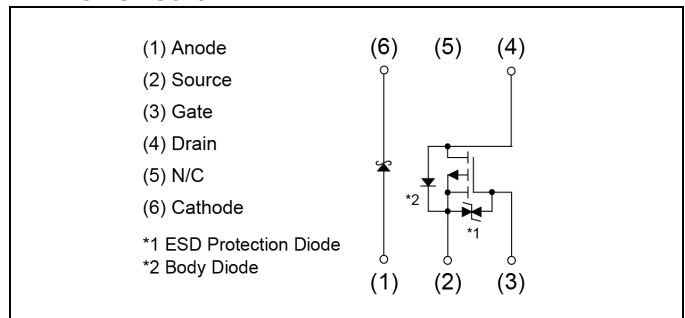 (1) Anode
(2) Source
(3) Gate
(4) Drain
(5) N/C
(6) Cathode
*1 ESD Protection Diode
*2 Body Diode
(6) (5) (4)
*2
*1
(1) (2) (3)